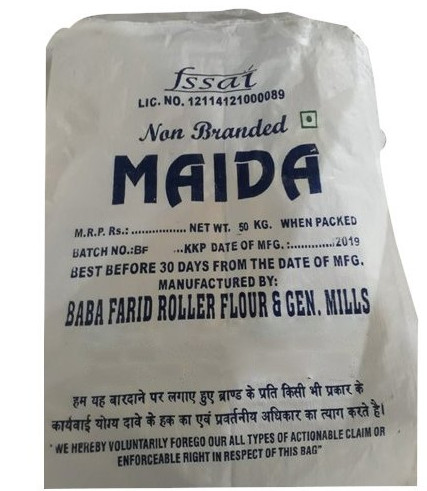 fssai
LIC. NO. 12114121000089
Non Branded
MAIDA
M.R.P. Rs.: ................ NET WT. 50 KG. WHEN PACKED
BATCH NO.:BF ...KKP DATE OF MFG. :.............2019
BEST BEFORE 30 DAYS FROM THE DATE OF MFG.
MANUFACTURED BY:
BABA FARID ROLLER FLOUR & GEN. MILLS
हम यह बारदाने पर लगाए हुए ब्राण्ड के प्रति किसी भी प्रकार के
कार्यवाई योग्य दावे के हक का एवं प्रवर्तनीय अधिकार का त्याग करते है।
"WE HEREBY VOLUNTARILY FOREGO OUR ALL TYPES OF ACTIONABLE CLAIM OR
ENFORCEABLE RIGHT IN RESPECT OF THIS BAG"